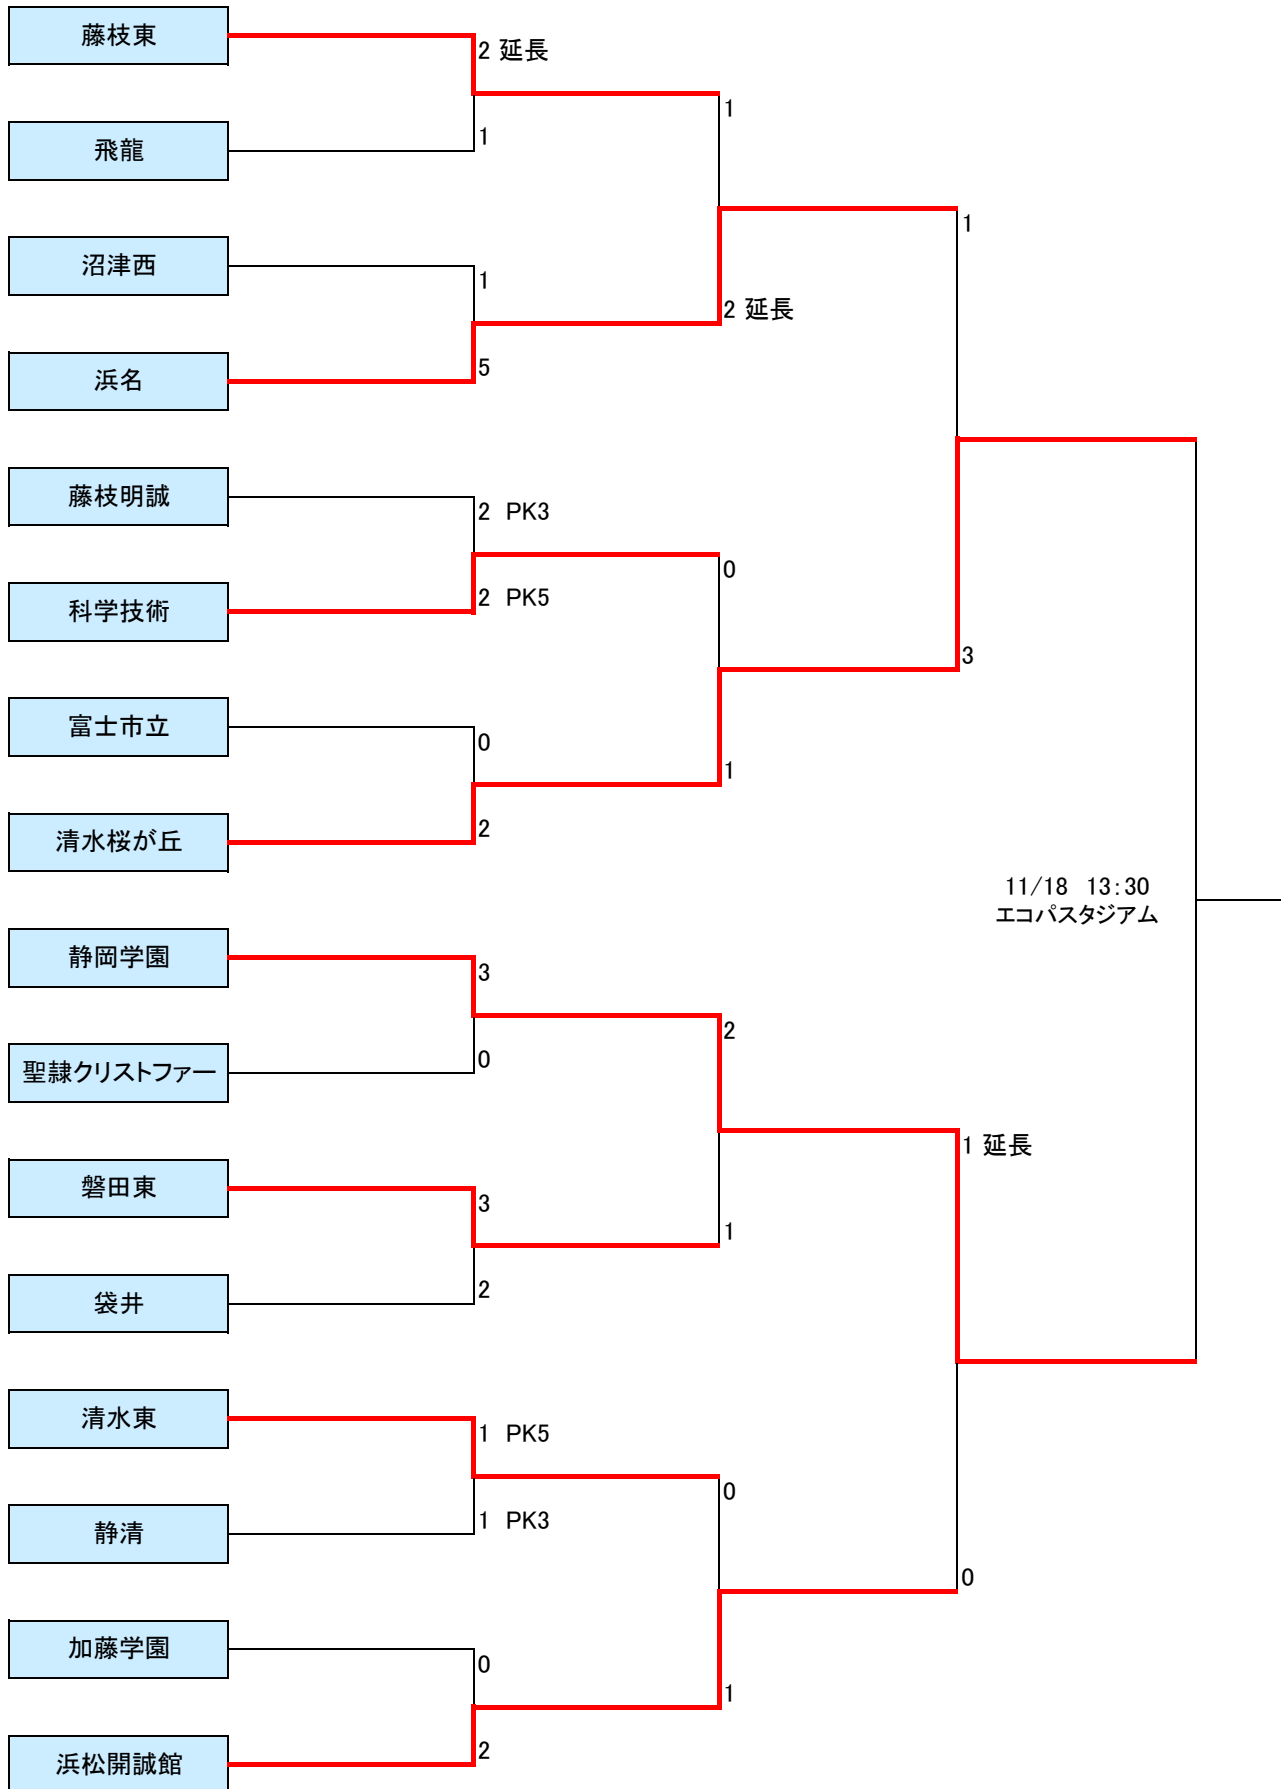 藤枝東
2 延長
1
飛龍
1
沼津西
1
1
2 延長
浜名
5
藤枝明誠
2 PK3
0
科学技術
2 PK5
3
富士市立
0
1
清水桜が丘
2
11/18 13:30
エコパスタジアム
静岡学園
3
2
聖隷クリストファー
0
1 延長
磐田東
3
1
袋井
2
清水東
1 PK5
0
静清
1 PK3
0
加藤学園
0
1
浜松開誠館
2